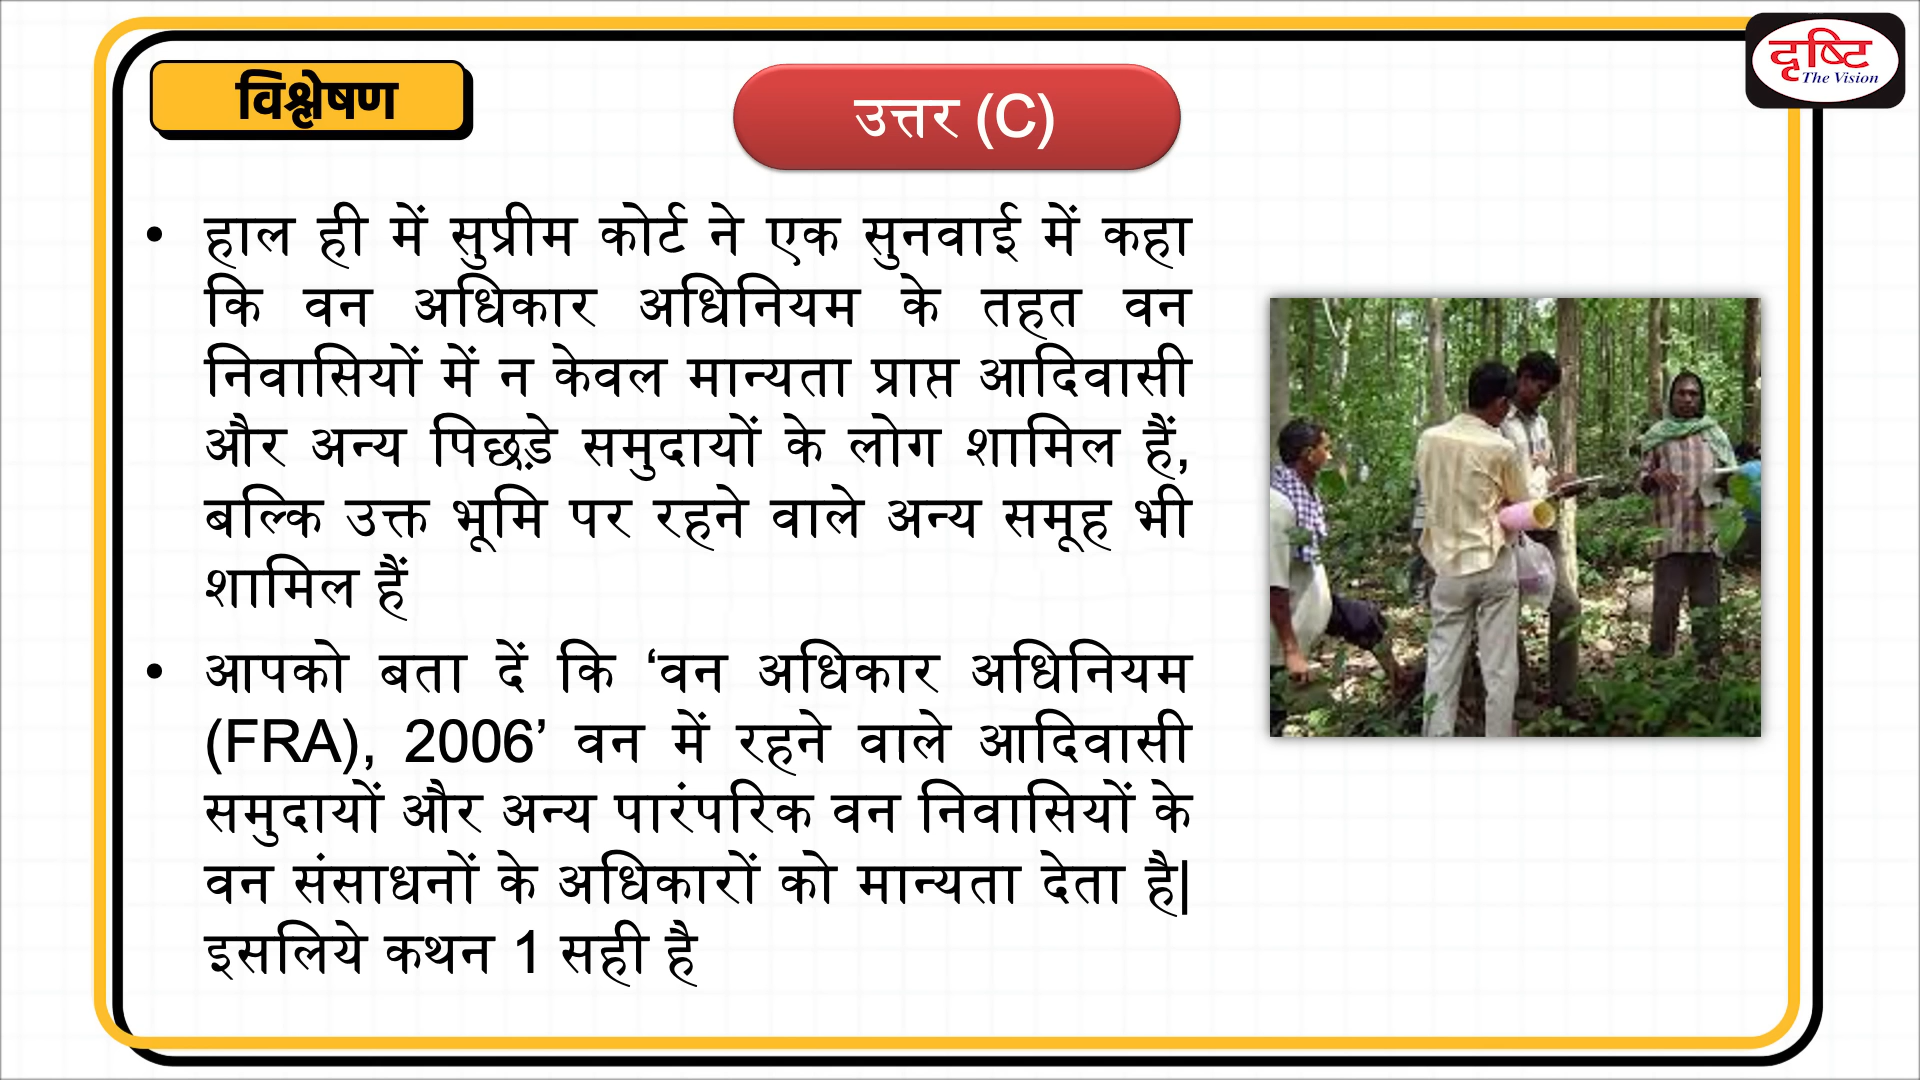 दृष्टि
The Vision
विश्लेषण
उत्तर (C)
• हाल ही में सुप्रीम कोर्ट ने एक सुनवाई में कहा
कि वन अधिकार अधिनियम के तहत वन
निवासियों में न केवल मान्यता प्राप्त आदिवासी
और अन्य पिछड़े समुदायों के लोग शामिल हैं,
बल्कि उक्त भूमि पर रहने वाले अन्य समूह भी
शामिल हैं
• आपको बता दें कि ‘वन अधिकार अधिनियम
(FRA), 2006’ वन में रहने वाले आदिवासी
समुदायों और अन्य पारंपरिक वन निवासियों के
वन संसाधनों के अधिकारों को मान्यता देता है|
इसलिये कथन 1 सही है